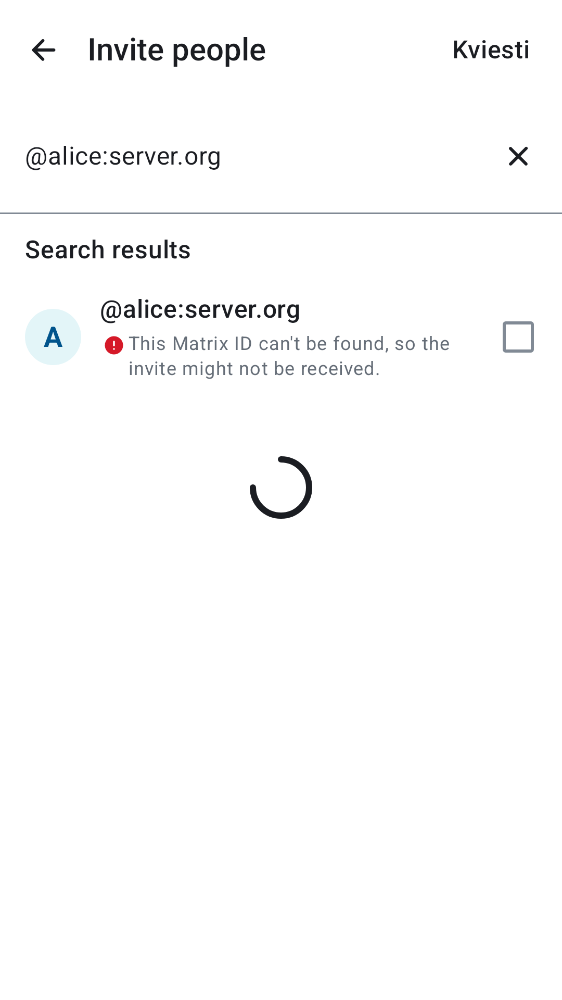 Invite people
Kviesti
@alice:server.org
Search results
A
@alice:server.org
This Matrix ID can't be found, so the
invite might not be received.